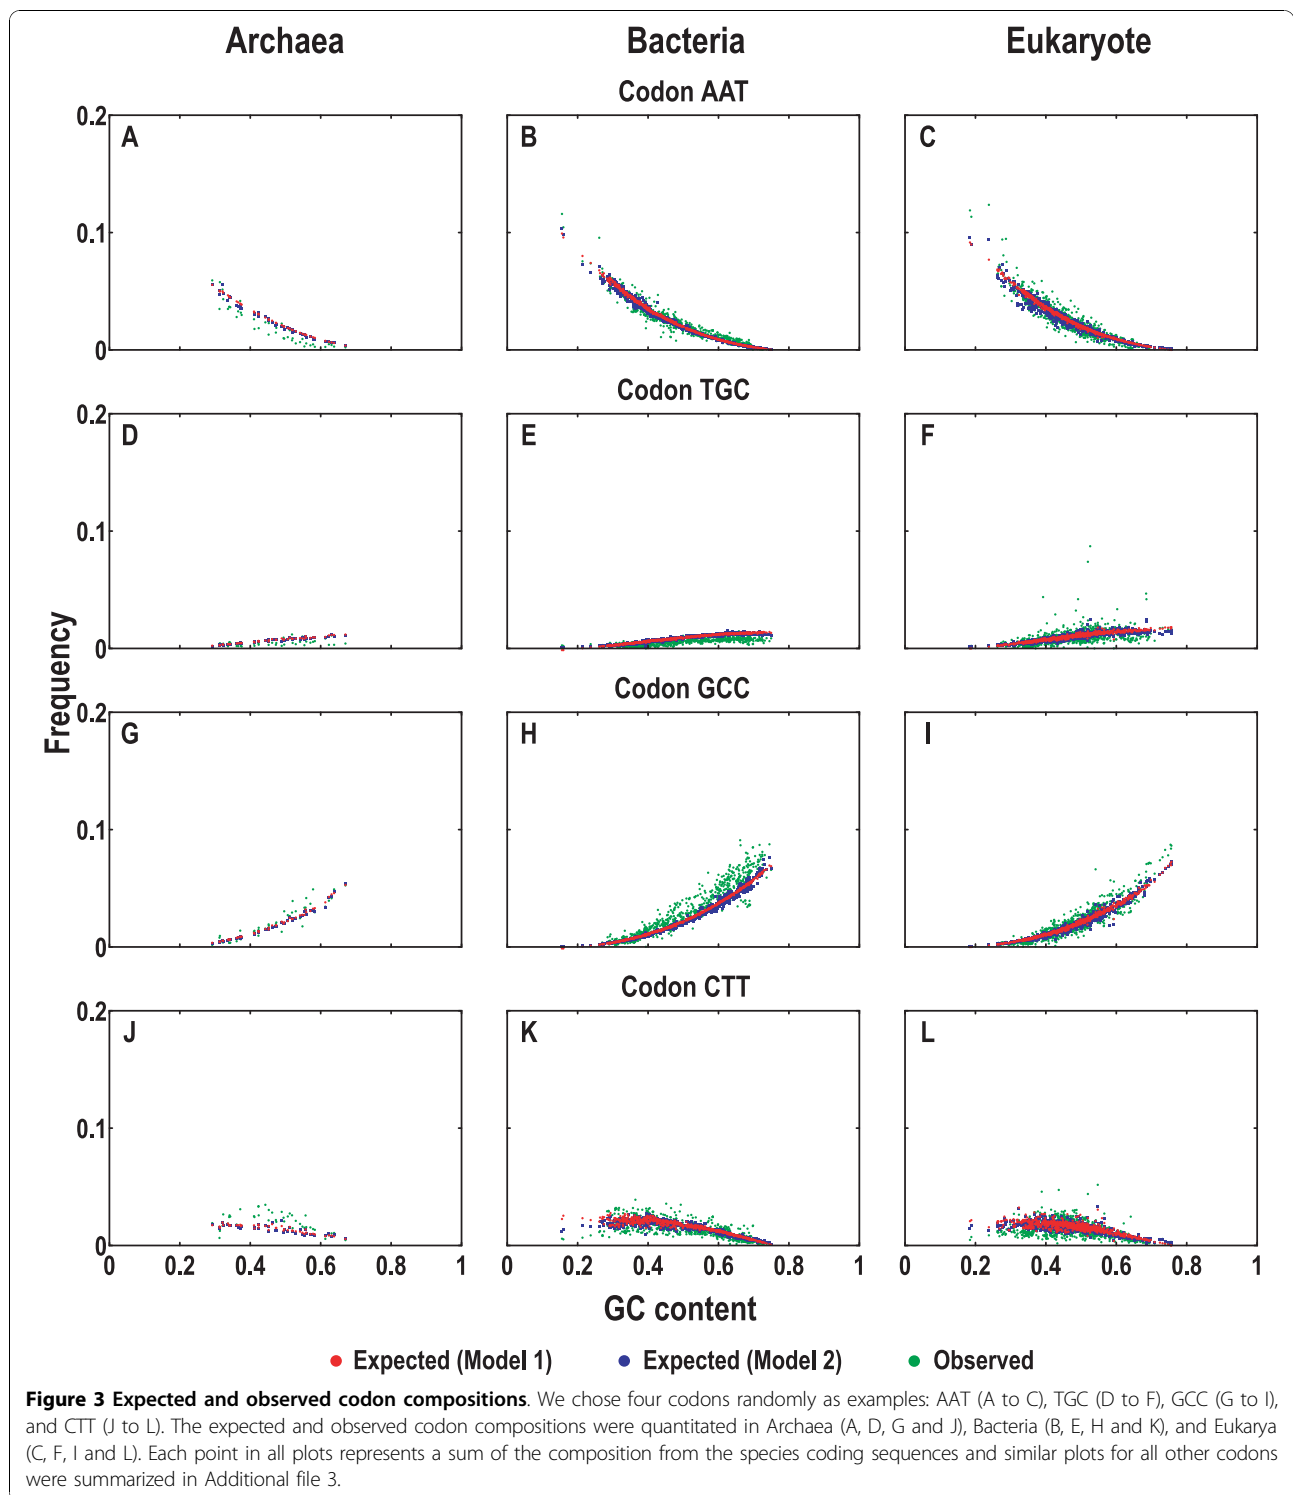 Archaea Bacteria Eukaryote
Codon AAT
A B C
0.2
0.1
0
Codon TGC
D E F
0.2
0.1
0
Codon GCC
G H I
0.2
0.1
0
Codon CTT
J K L
0.2
0.1
0
0 0.2 0.4 0.6 0.8 1 0 0.2 0.4 0.6 0.8 1 0 0.2 0.4 0.6 0.8 1
Frequency
GC content
Expected (Model 1) Expected (Model 2) Observed
Figure 3 Expected and observed codon compositions. We chose four codons randomly as examples: AAT (A to C), TGC (D to F), GCC (G to I),
and CTT (J to L). The expected and observed codon compositions were quantitated in Archaea (A, D, G and J), Bacteria (B, E, H and K), and Eukarya
(C, F, I and L). Each point in all plots represents a sum of the composition from the species coding sequences and similar plots for all other codons
were summarized in Additional file 3.